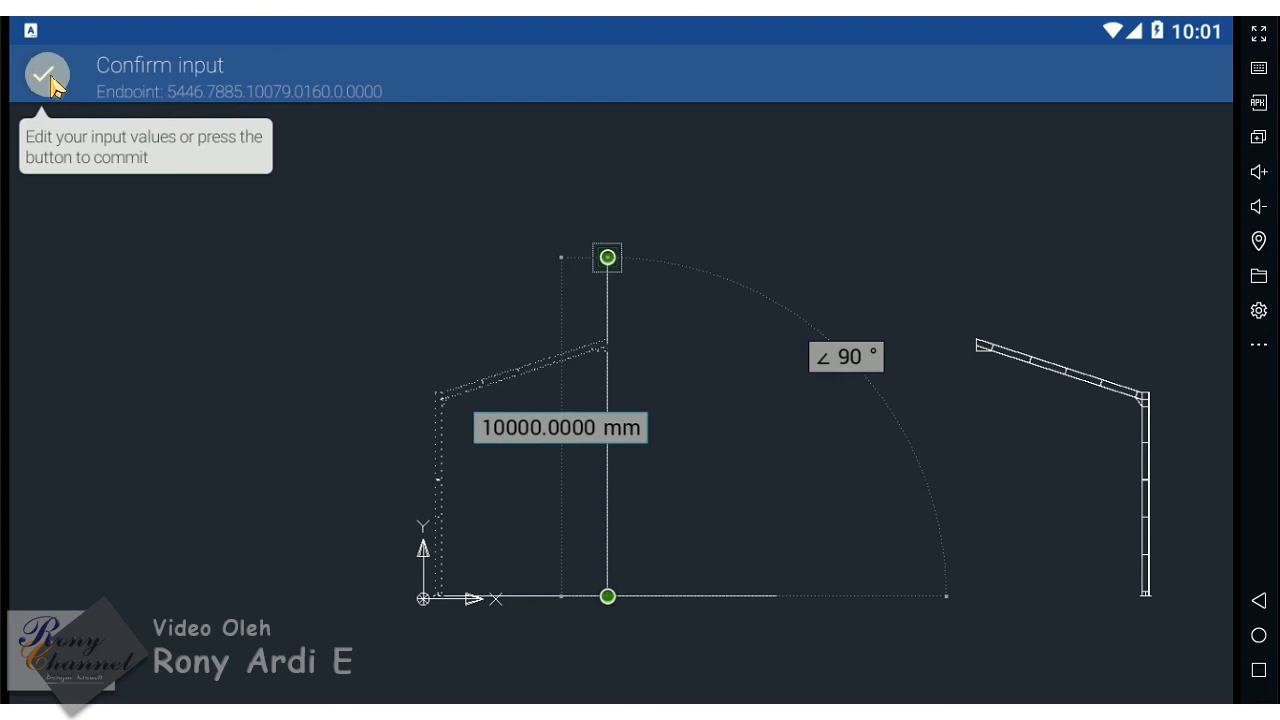 A
10:01
Confirm input
Endpoint: 5446.7885,10079.0160,0.0000
Edit your input values or press the
button to commit
APK
∠ 90 °
10000.0000 mm
Y
X
Rony
Channel
Video Oleh
Rony Ardi E